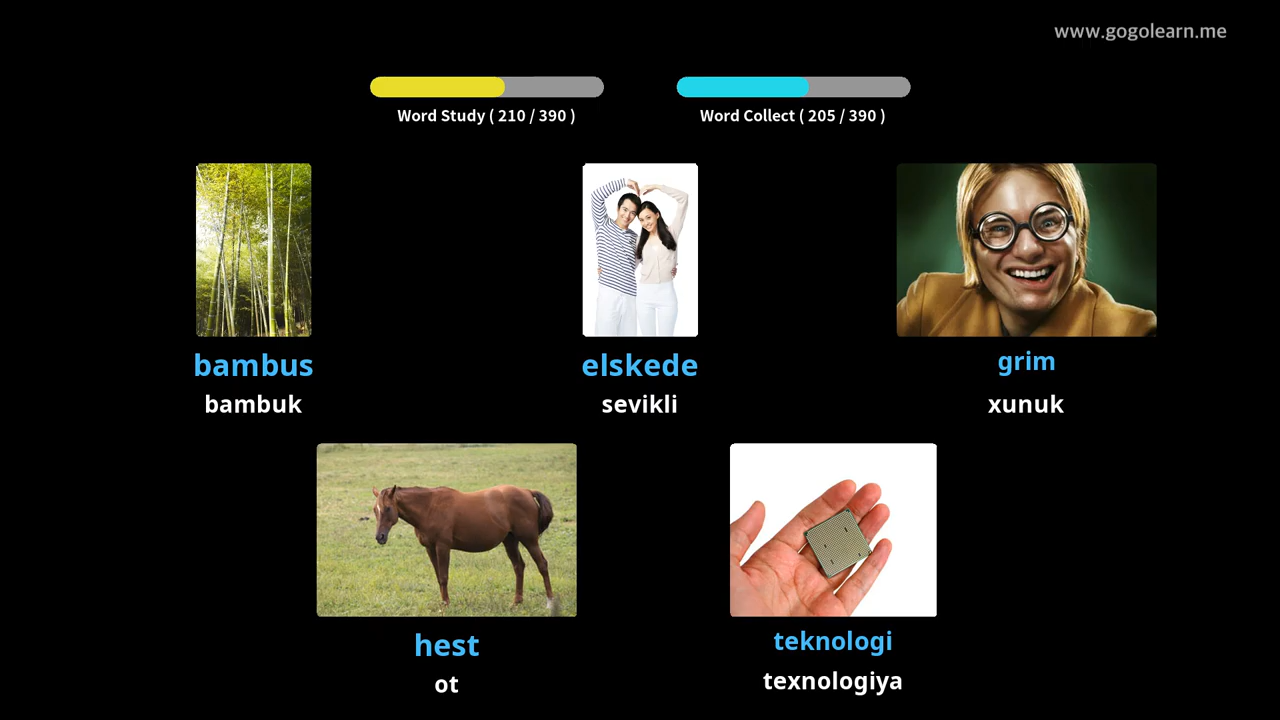 www.gogolearn.me
Word Study ( 210 / 390 )
Word Collect ( 205 / 390 )
bambus
bambuk
elskede
sevikli
grim
xunuk
hest
ot
teknologi
texnologiya